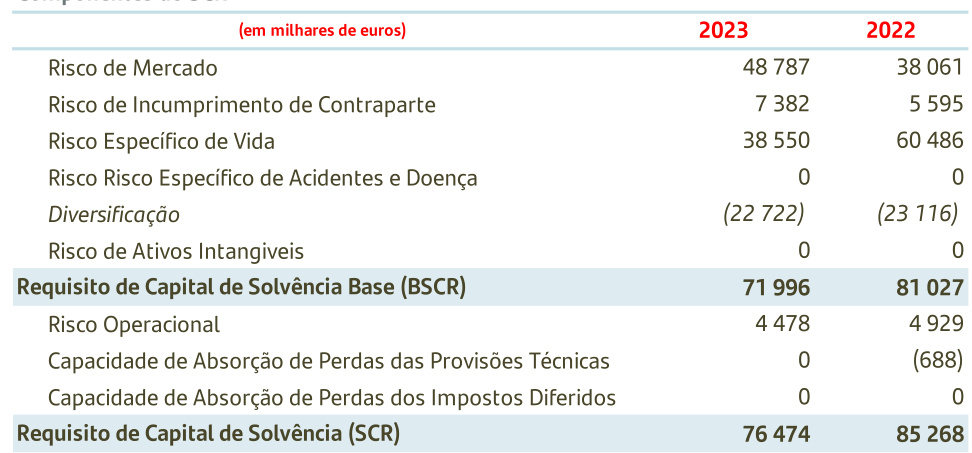 (em milhares de euros) 2023 2022
Risco de Mercado 48 787 38 061
Risco de Incumprimento de Contraparte 7 382 5 595
Risco Específico de Vida 38 550 60 486
Risco Risco Específico de Acidentes e Doença 0 0
Diversificação (22 722) (23 116)
Risco de Ativos Intangiveis 0 0
Requisito de Capital de Solvência Base (BSCR) 71 996 81 027
Risco Operacional 4 478 4 929
Capacidade de Absorção de Perdas das Provisões Técnicas 0 (688)
Capacidade de Absorção de Perdas dos Impostos Diferidos 0 0
Requisito de Capital de Solvência (SCR) 76 474 85 268